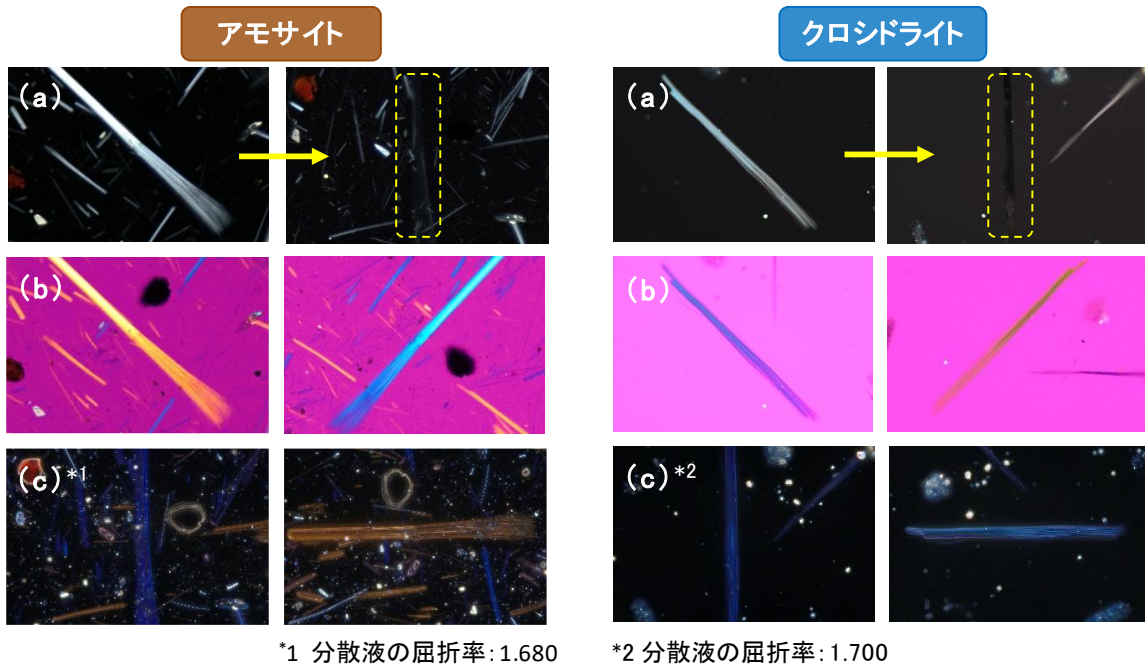 アモサイト
クロシドライト
(a)
(a)
(b)
(b)
(c)*1
(c)*2
*1 分散液の屈折率：1.680
*2 分散液の屈折率：1.700